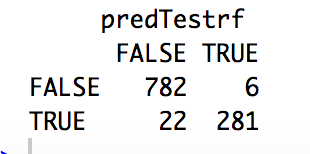 predTestrf
FALSE TRUE
FALSE 782 6
TRUE 22 281
>